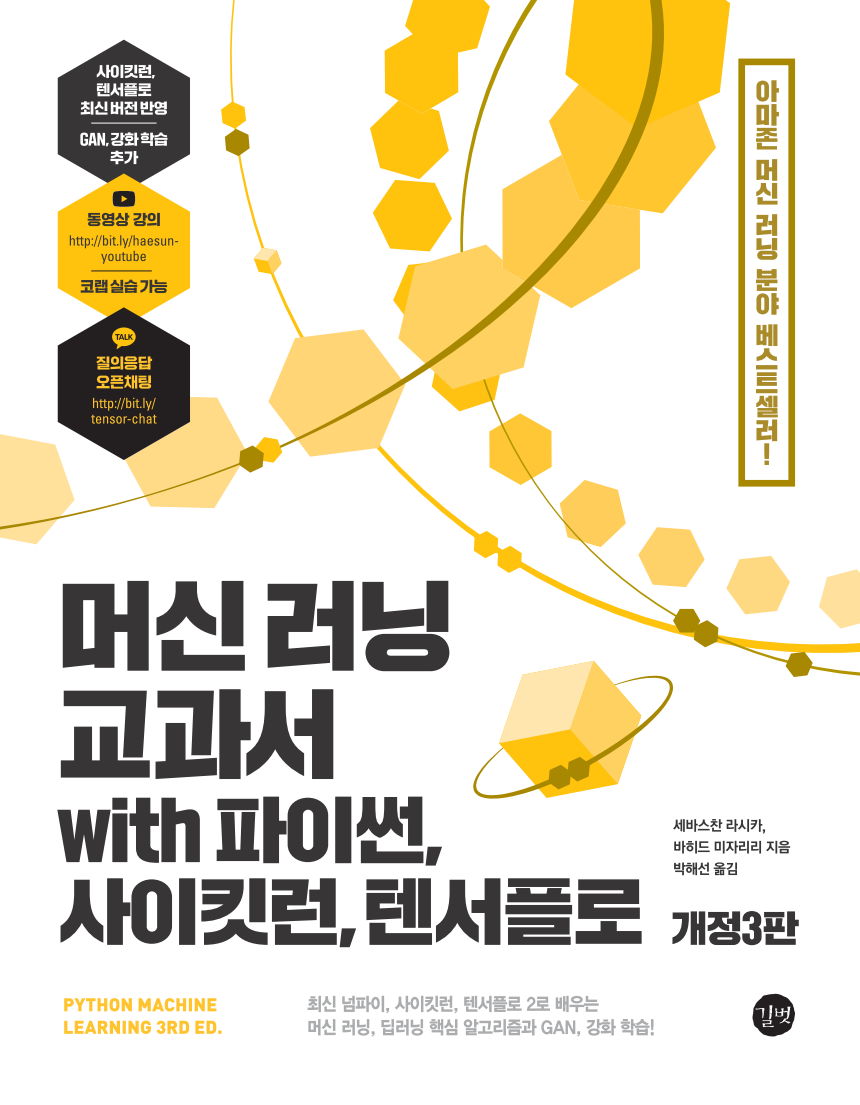 사이킷런,
텐서플로
최신 버전 반영
GAN, 강화 학습
추가
동영상 강의
http://bit.ly/haesun-
youtube
코랩 실습 가능
TALK
질의응답
오픈채팅
http://bit.ly/
tensor-chat
아마존 머신 러닝 분야 베스트셀러!
머신 러닝
교과서
with 파이썬,
사이킷런, 텐서플로
세바스찬 라시카,
바히드 미자리리 지음
박해선 옮김
개정3판
PYTHON MACHINE
LEARNING 3RD ED.
최신 넘파이, 사이킷런, 텐서플로 2로 배우는
머신 러닝, 딥러닝 핵심 알고리즘과 GAN, 강화 학습!
길벗